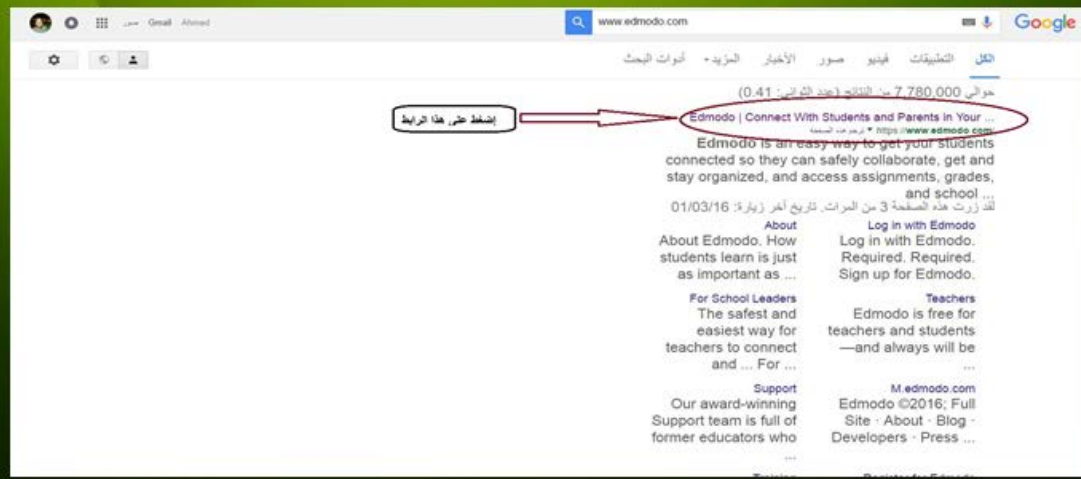 Google
www.edmodo.com
صور Gmail Ahmed
الكل التطبيقات فيديو صور الأخبار المزيد أدوات البحث
حوالي 7,780,000 من النتائج (عدد الثواني: 0.41)
إضغط على هذا الرابط
Edmodo | Connect With Students and Parents in Your ...
https://www.edmodo.com/ ترجم هذه الصفحة
Edmodo is an easy way to get your students
connected so they can safely collaborate, get and
stay organized, and access assignments, grades,
and school ...
لقد زرت هذه الصفحة 3 من المرات. تاريخ آخر زيارة: 01/03/16
Log in with Edmodo
Log in with Edmodo.
Required. Required.
Sign up for Edmodo.
About
About Edmodo. How
students learn is just
as important as ...
Teachers
Edmodo is free for
teachers and students
—and always will be
...
For School Leaders
The safest and
easiest way for
teachers to connect
and ... For ...
M.edmodo.com
Edmodo ©2016; Full
Site · About · Blog ·
Developers · Press ...
Support
Our award-winning
Support team is full of
former educators who
...